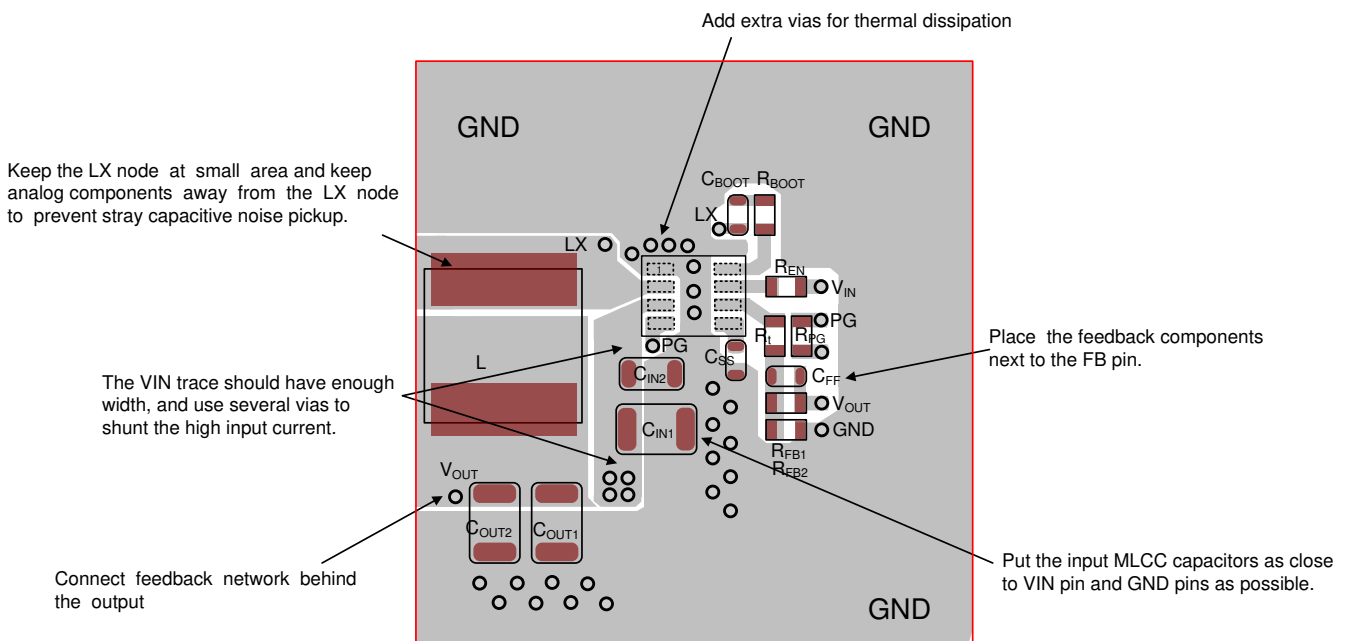 Add extra vias for thermal dissipation
GND
GND
Keep the LX node at small area and keep
analog components away from the LX node
to prevent stray capacitive noise pickup.
CBOOT RBOOT
LX
LX
1
REN
VIN
PG
Rt
RPG
PG
CSS
Place the feedback components
next to the FB pin.
L
CIN2
CFF
The VIN trace should have enough
width, and use several vias to
shunt the high input current.
VOUT
CIN1
GND
RFB1
RFB2
VOUT
COUT2
COUT1
Put the input MLCC capacitors as close
to VIN pin and GND pins as possible.
Connect feedback network behind
the output
GND